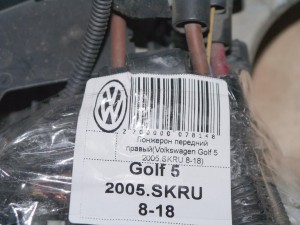 Лонжерон передний
правый(Volkswagen Golf 5
2005.SKRU 8-18)
Golf 5
2005.SKRU
8-18